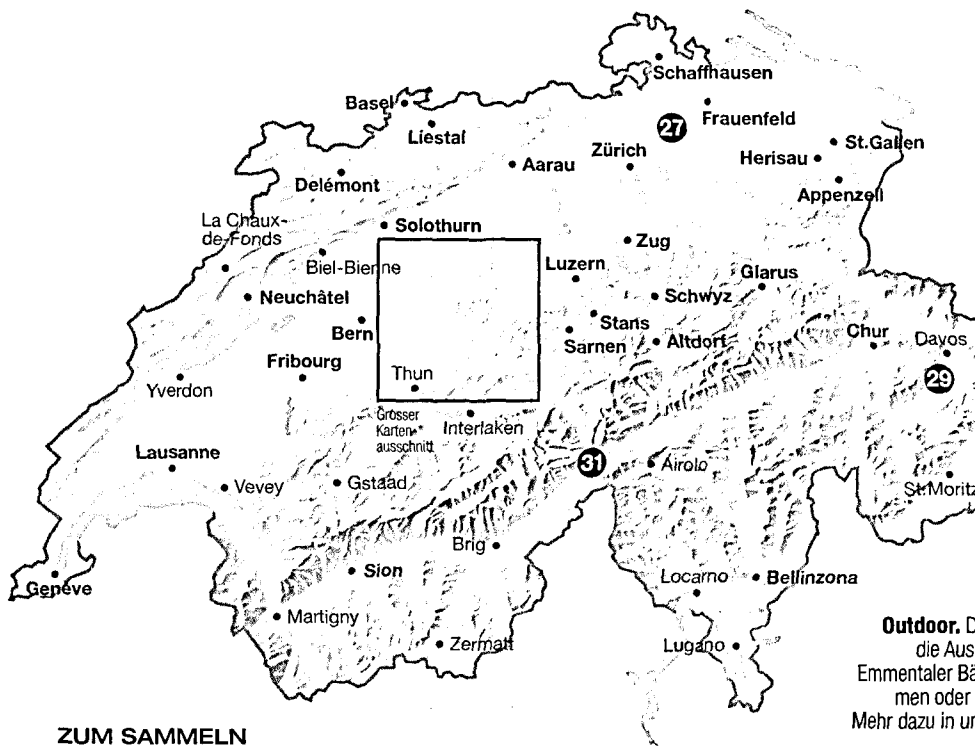 Schaffhausen
Basel
Frauenfeld
Liestal
27
St.Gallen
Zürich
Herisau
Aarau
Delémont
Appenzell
La Chaux-
de-Fonds
Solothurn
Zug
Biel-Bienne
Luzern
Glarus
Neuchâtel
Schwyz
Stans
Bern
Sarnen
Altdorf
Chur
Davos
Fribourg
Thun
29
Yverdon
Grosser
Karten-
ausschnitt
Interlaken
Lausanne
31
Airolo
Vevey
Gstaad
St.Moritz
Brig
Sion
Locarno
Bellinzona
Genève
Martigny
Zermatt
Lugano
Outdoor. D
die Aus
Emmentaler Bä
men oder
Mehr dazu in un
ZUM SAMMELN